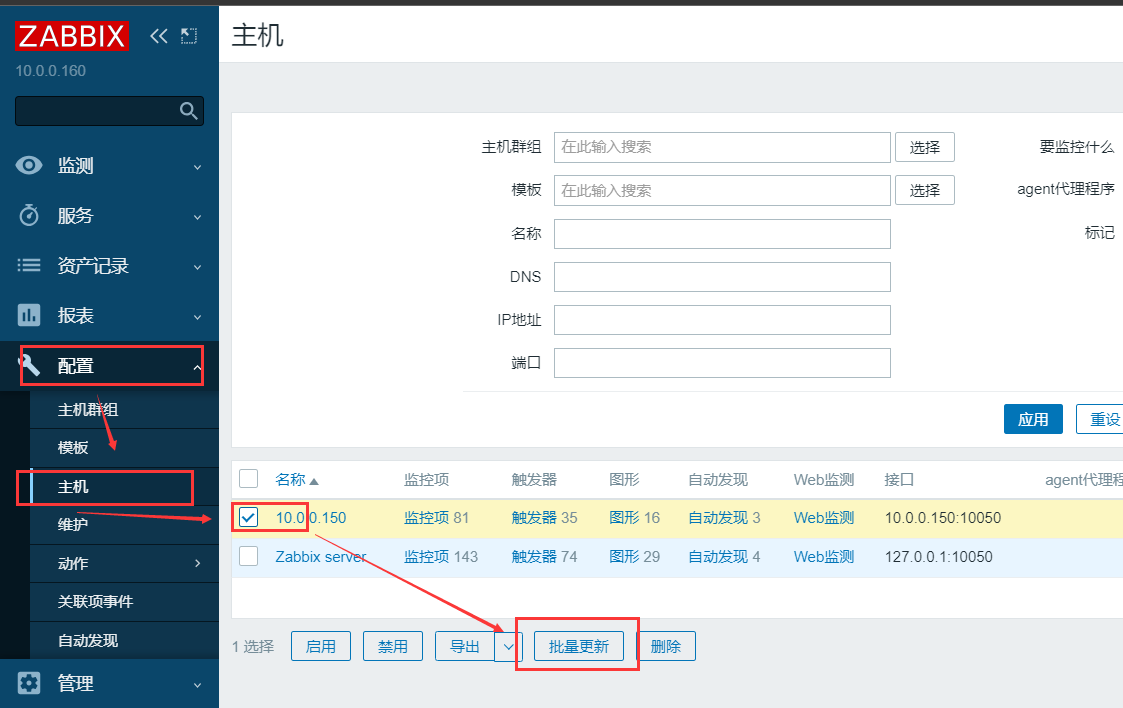 ZABBIX
10.0.0.160
监测
服务
资产记录
报表
配置
主机群组
模板
主机
维护
动作
关联项事件
自动发现
管理
主机
主机群组 在此输入搜索 选择 要监控什么
模板 在此输入搜索 选择 agent代理程序
名称 标记
DNS
IP地址
端口
应用 重设
名称 监控项 触发器 图形 自动发现 Web监测 接口 agent代理程
10.0.0.150 监控项 81 触发器 35 图形 16 自动发现 3 Web监测 10.0.0.150:10050
Zabbix server 监控项 143 触发器 74 图形 29 自动发现 4 Web监测 127.0.0.1:10050
1 选择 启用 禁用 导出 批量更新 删除